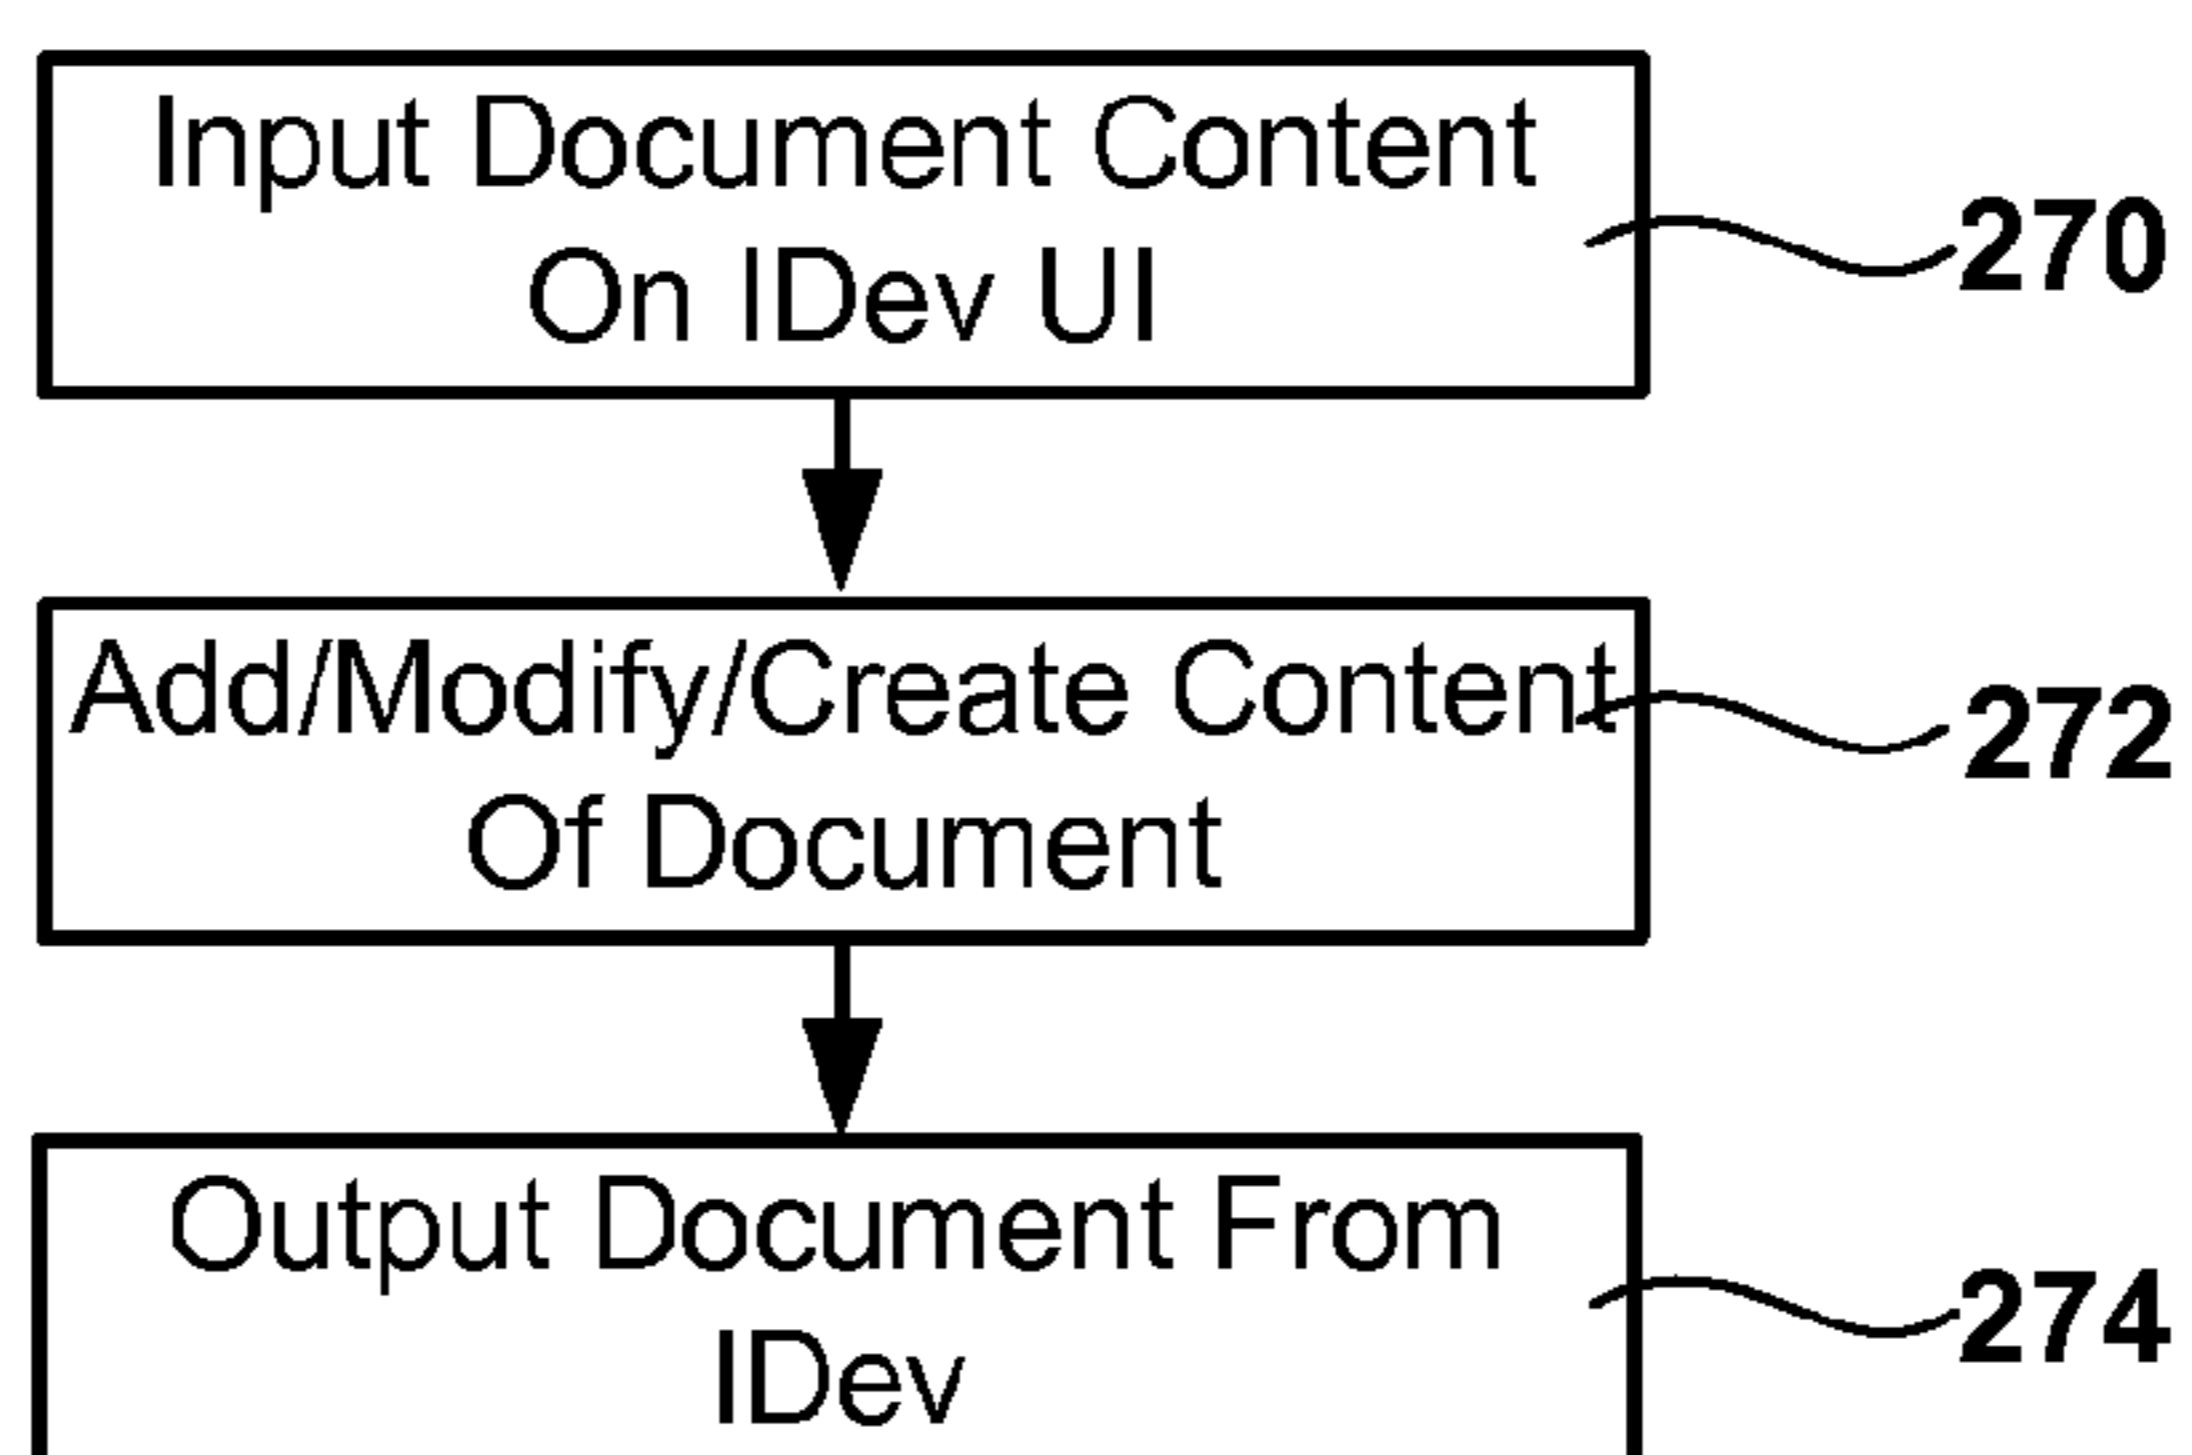 Input Document Content
On IDev UI
270
Add/Modify/Create Content
Of Document
272
Output Document From
IDev
274